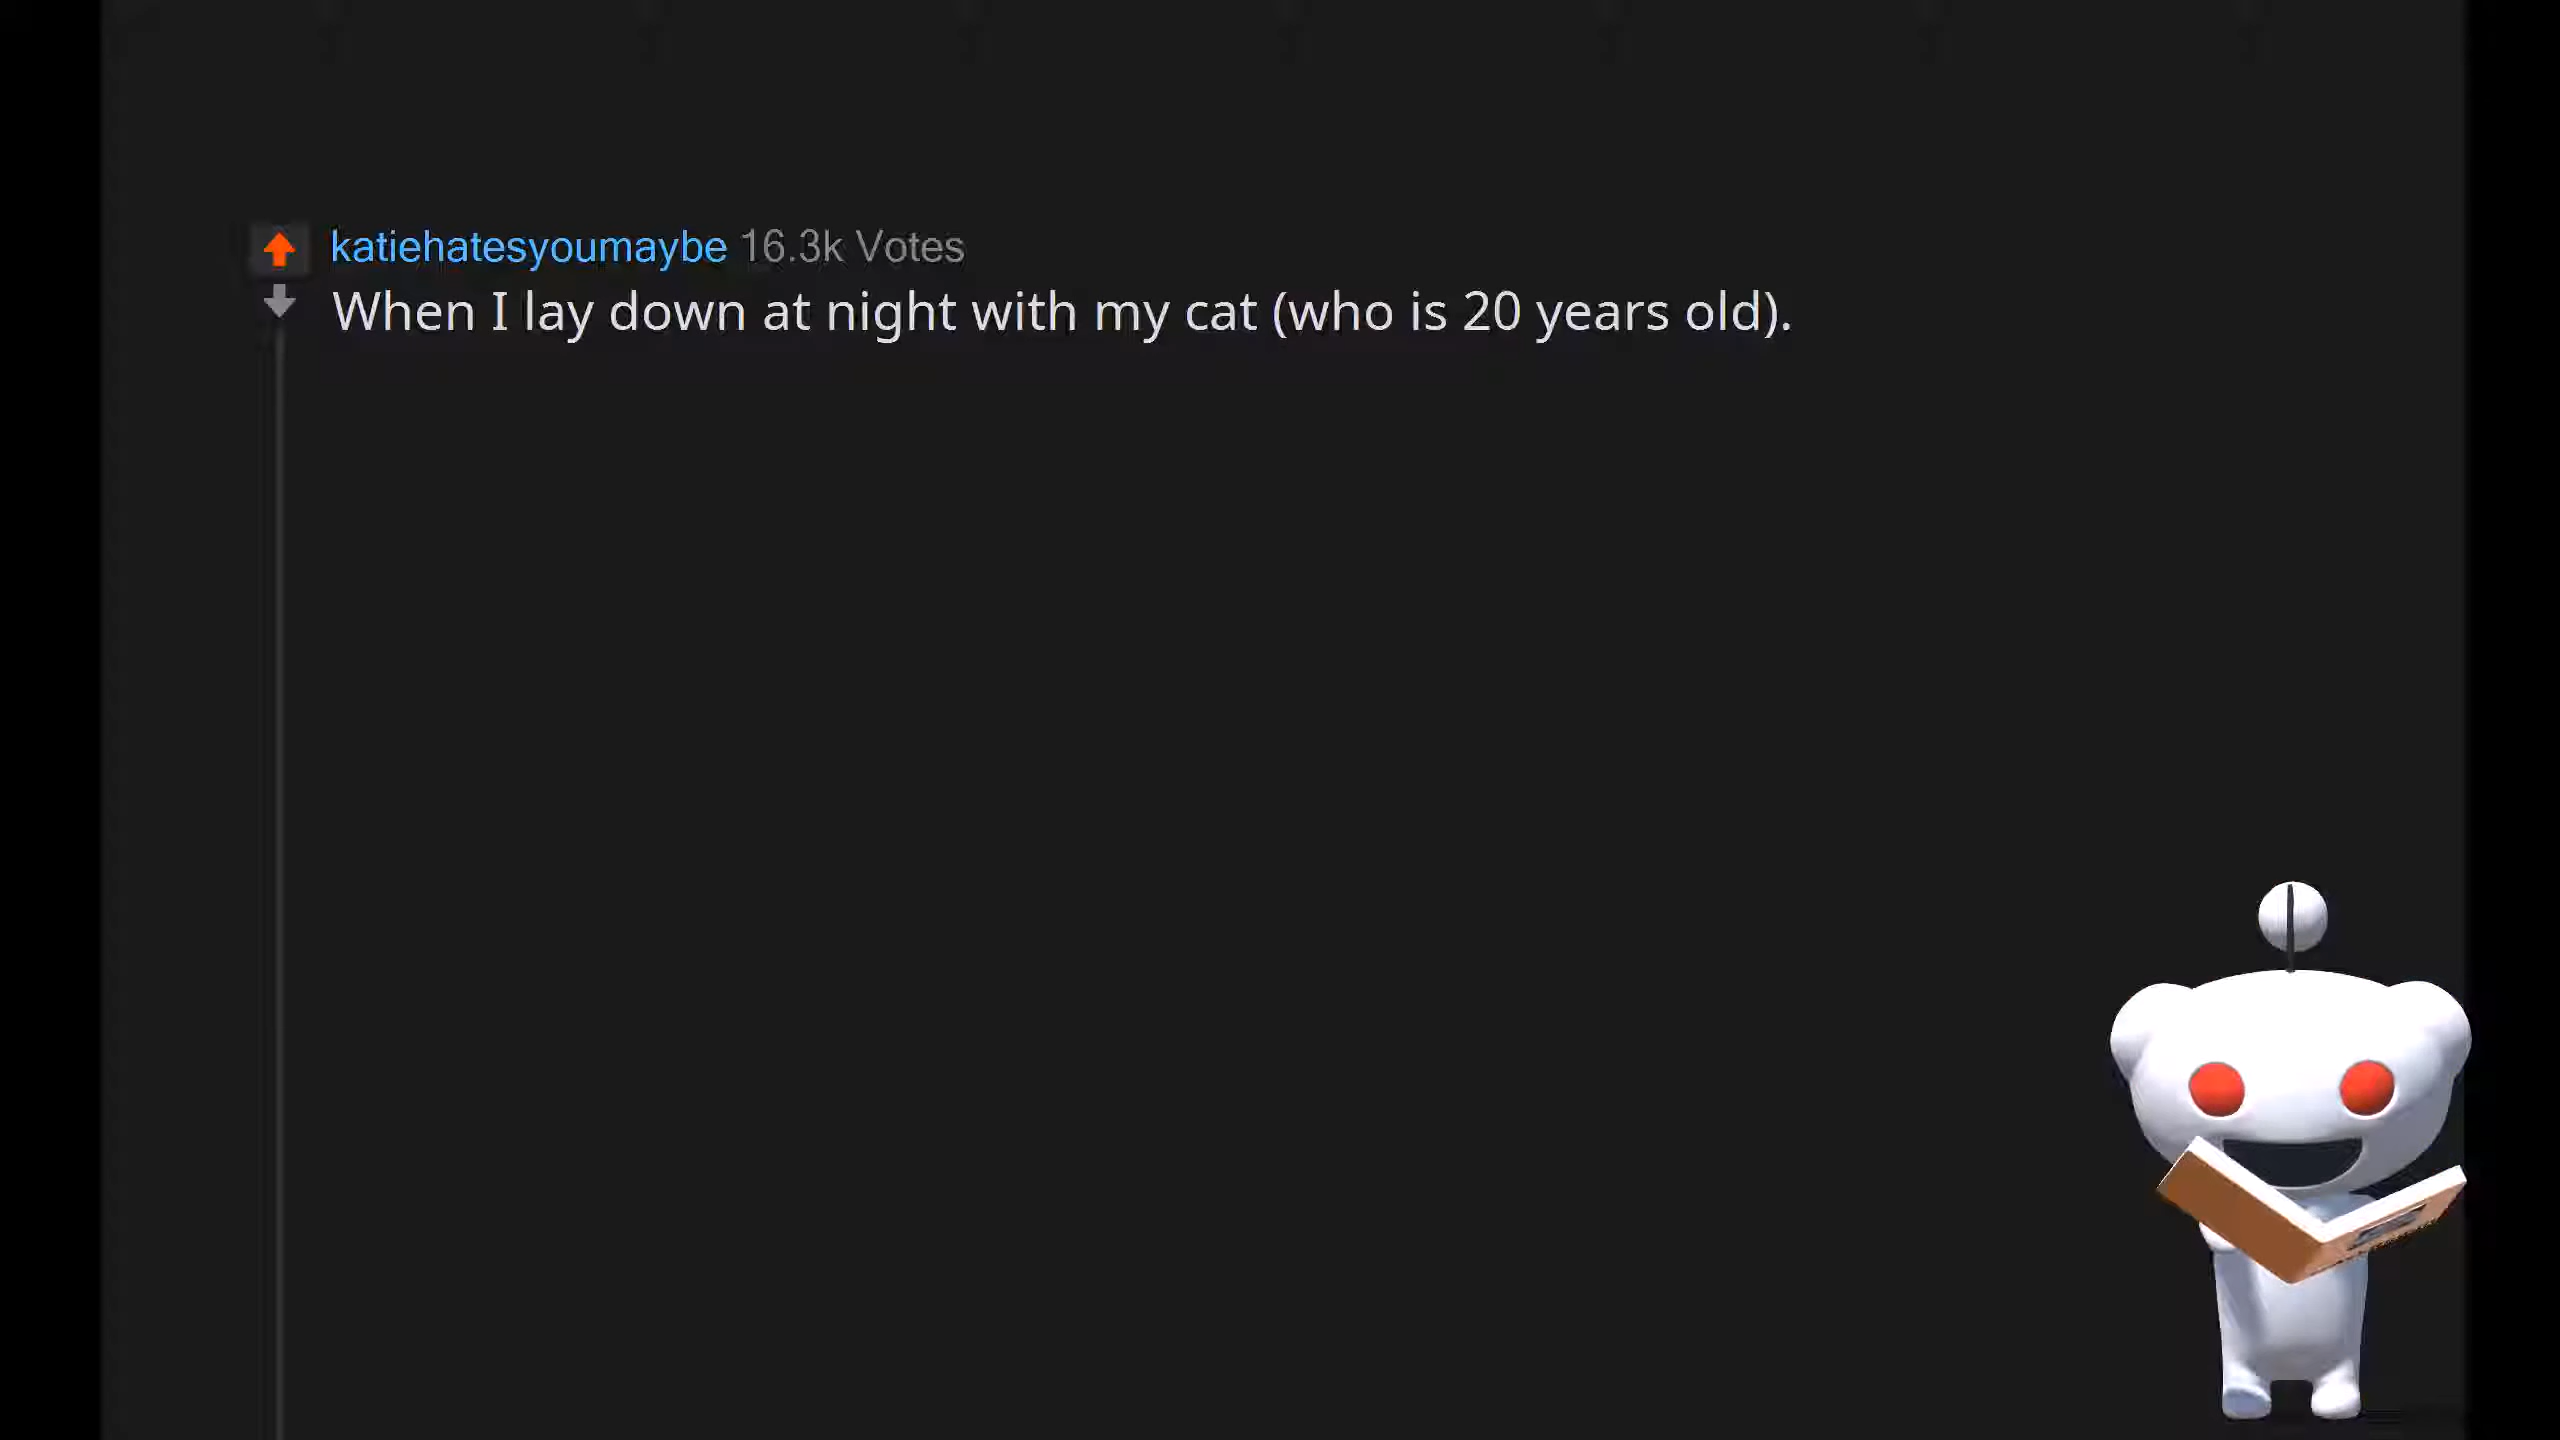 katiehatesyoumaybe 16.3k Votes
When I lay down at night with my cat (who is 20 years old).